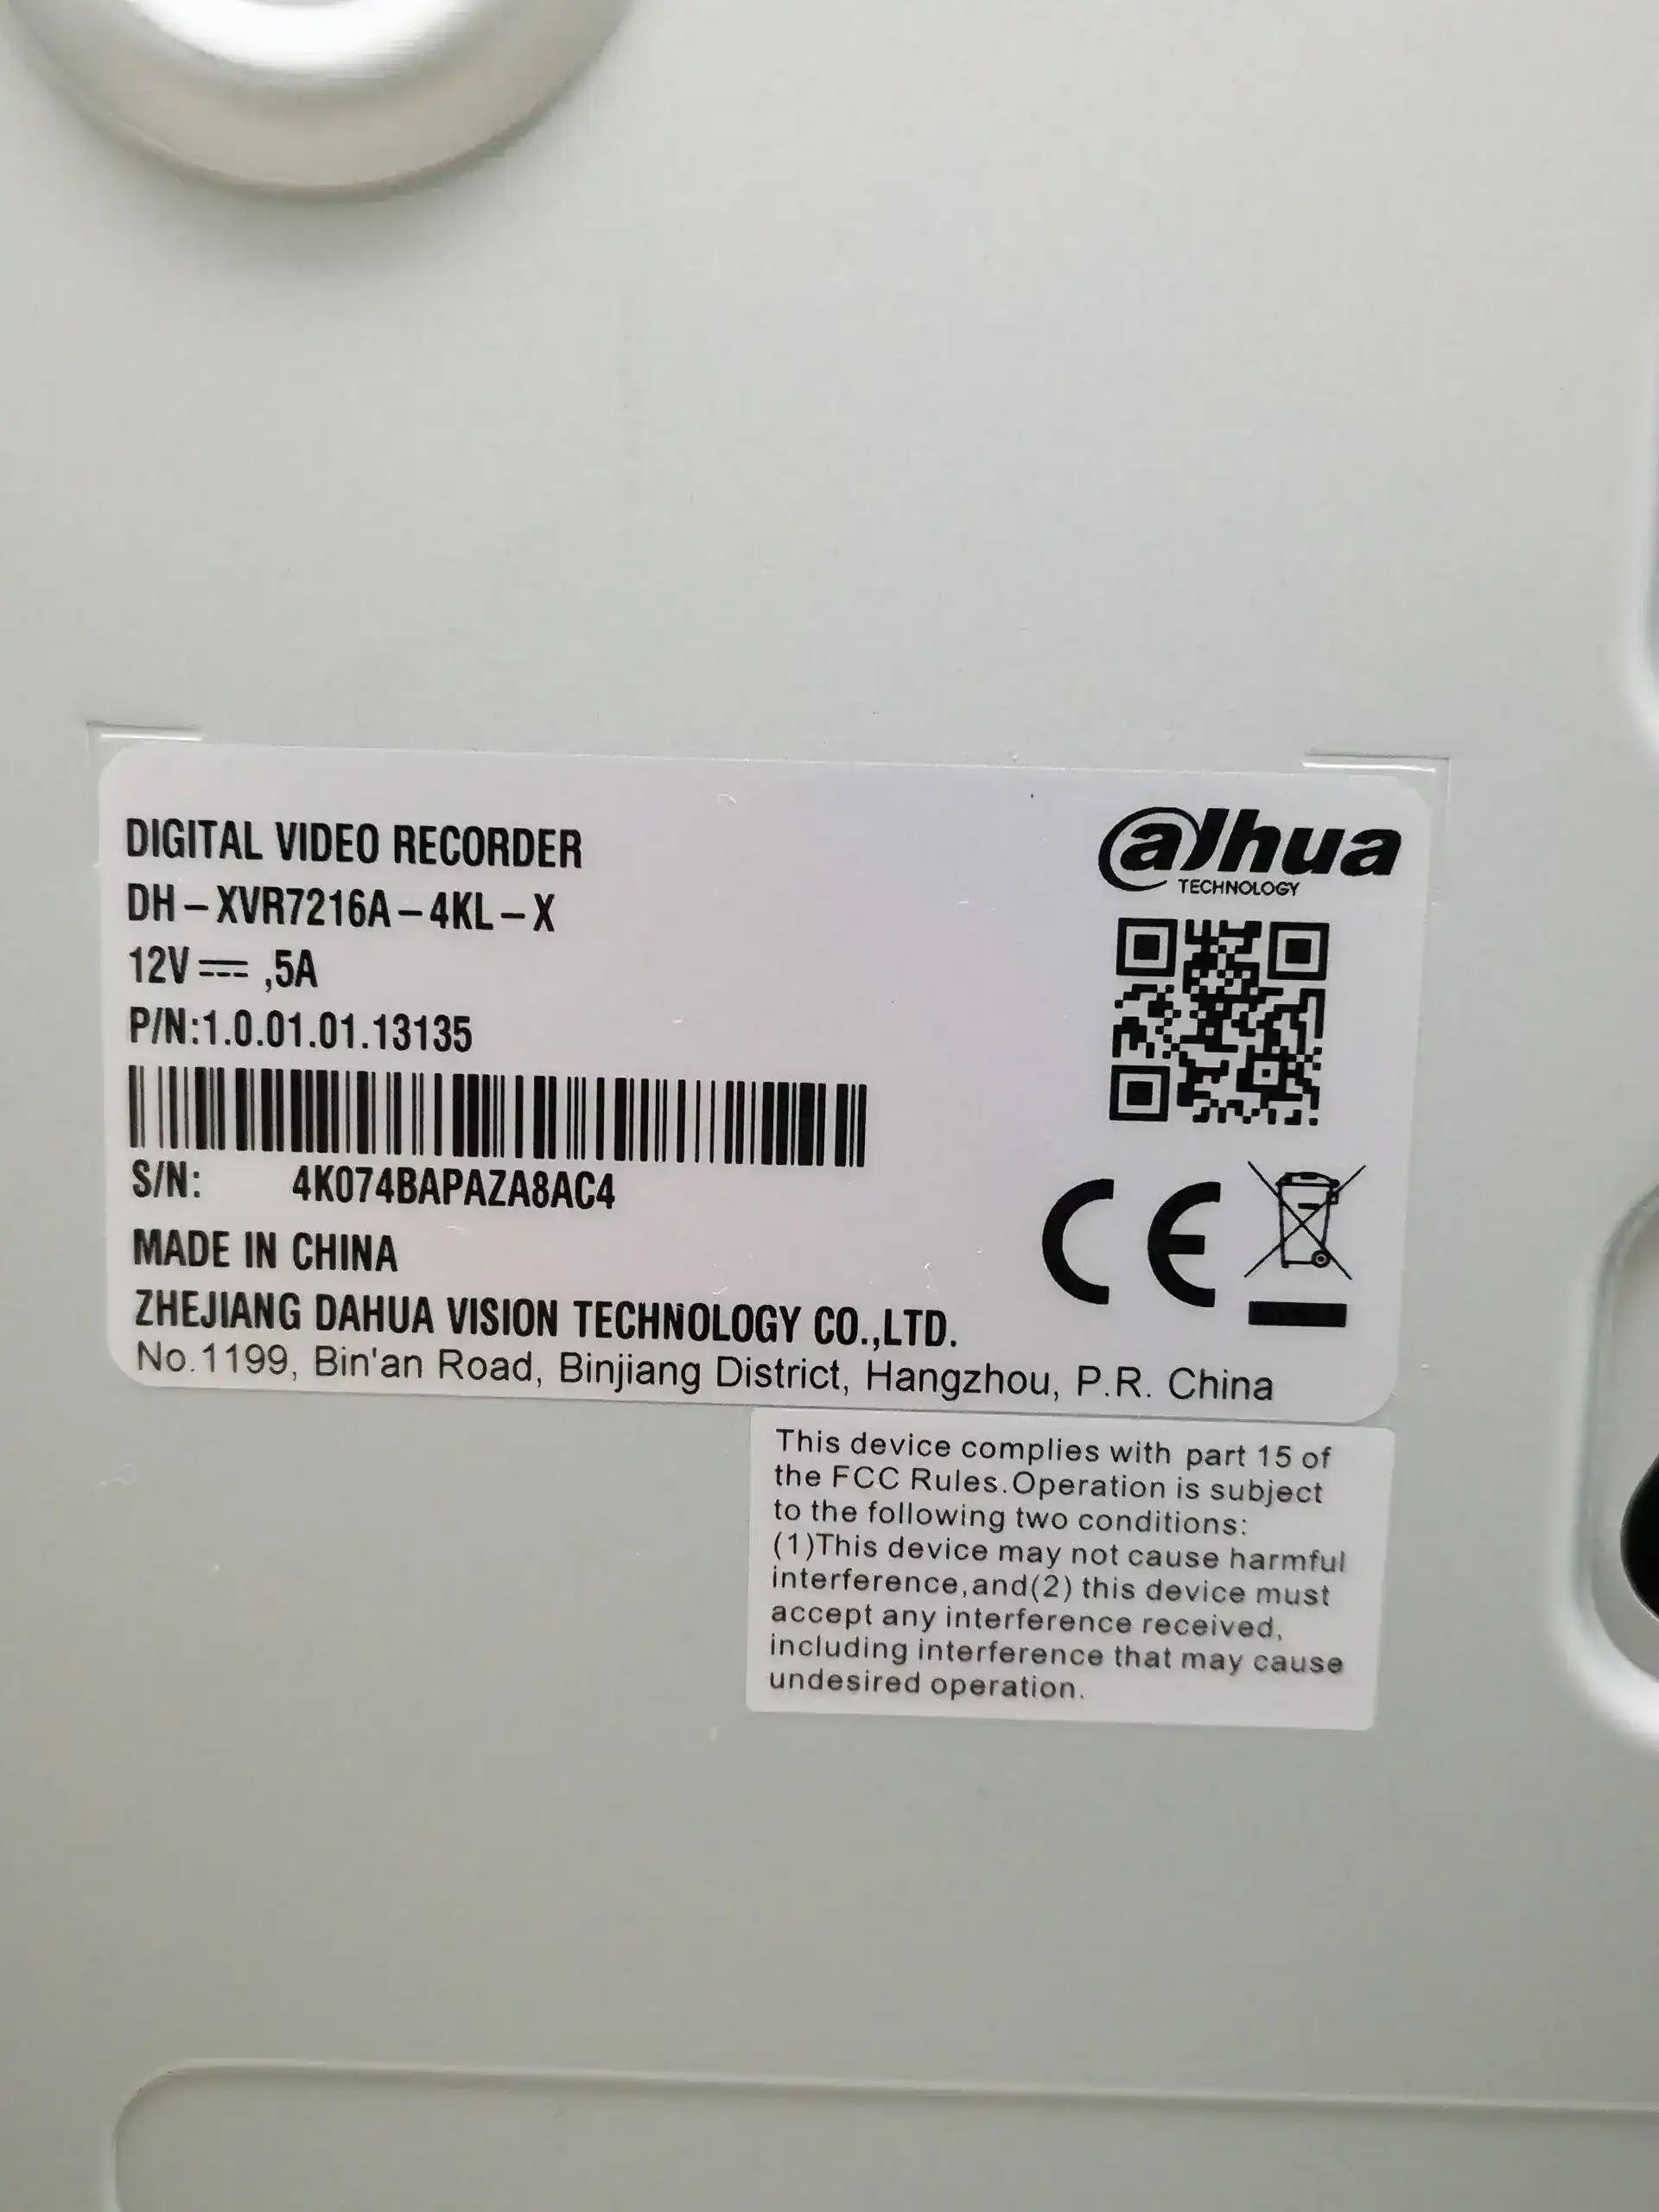 DIGITAL VIDEO RECORDER
DH-XVR7216A-4KL-X
12V⎓ ,5A
P/N:1.0.01.01.13135
S/N: 4K074BAPAZA8AC4
MADE IN CHINA
ZHEJIANG DAHUA VISION TECHNOLOGY CO.,LTD.
No.1199, Bin'an Road, Binjiang District, Hangzhou, P.R. China
alhua
TECHNOLOGY
CE
This device complies with part 15 of
the FCC Rules.Operation is subject
to the following two conditions:
(1)This device may not cause harmful
interference,and(2) this device must
accept any interference received,
including interference that may cause
undesired operation.